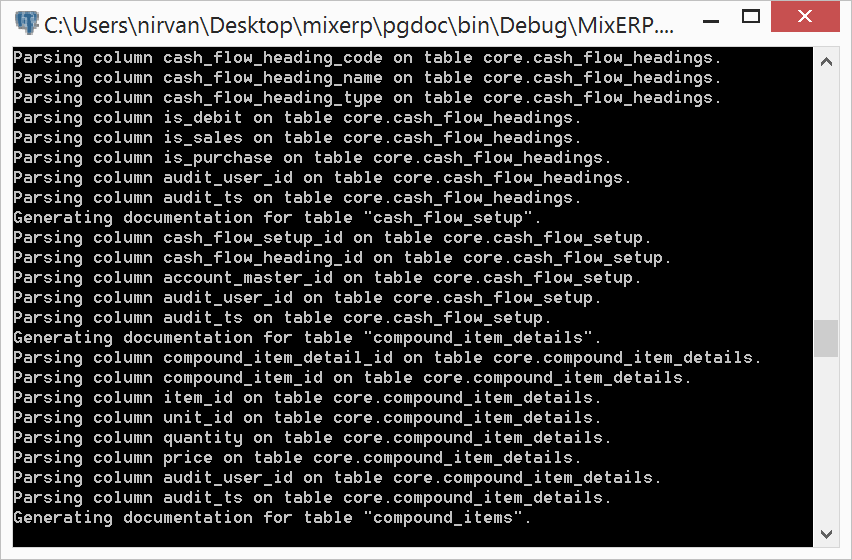 C:\Users\nirvan\Desktop\mixerp\pgdoc\bin\Debug\MixERP....
Parsing column cash_flow_heading_code on table core.cash_flow_headings.
Parsing column cash_flow_heading_name on table core.cash_flow_headings.
Parsing column cash_flow_heading_type on table core.cash_flow_headings.
Parsing column is_debit on table core.cash_flow_headings.
Parsing column is_sales on table core.cash_flow_headings.
Parsing column is_purchase on table core.cash_flow_headings.
Parsing column audit_user_id on table core.cash_flow_headings.
Parsing column audit_ts on table core.cash_flow_headings.
Generating documentation for table "cash_flow_setup".
Parsing column cash_flow_setup_id on table core.cash_flow_setup.
Parsing column cash_flow_heading_id on table core.cash_flow_setup.
Parsing column account_master_id on table core.cash_flow_setup.
Parsing column audit_user_id on table core.cash_flow_setup.
Parsing column audit_ts on table core.cash_flow_setup.
Generating documentation for table "compound_item_details".
Parsing column compound_item_detail_id on table core.compound_item_details.
Parsing column compound_item_id on table core.compound_item_details.
Parsing column item_id on table core.compound_item_details.
Parsing column unit_id on table core.compound_item_details.
Parsing column quantity on table core.compound_item_details.
Parsing column price on table core.compound_item_details.
Parsing column audit_user_id on table core.compound_item_details.
Parsing column audit_ts on table core.compound_item_details.
Generating documentation for table "compound_items".